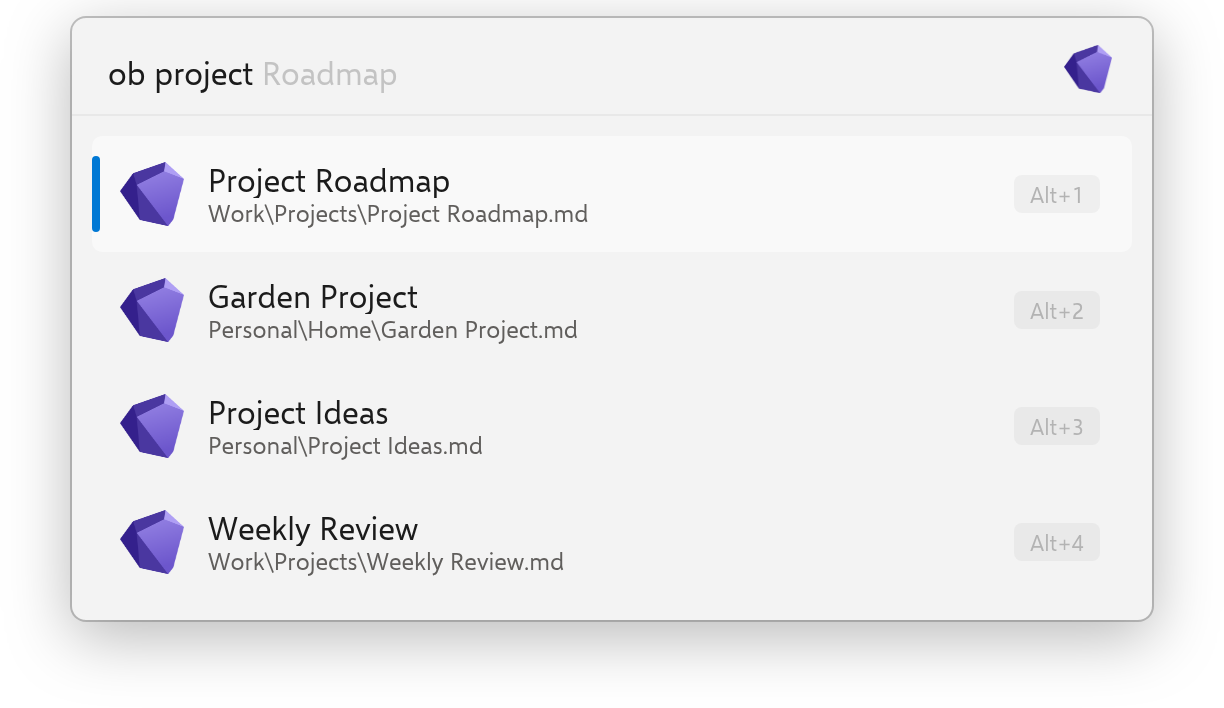 ob project Roadmap
Project Roadmap
Work\Projects\Project Roadmap.md
Alt+1
Garden Project
Personal\Home\Garden Project.md
Alt+2
Project Ideas
Personal\Project Ideas.md
Alt+3
Weekly Review
Work\Projects\Weekly Review.md
Alt+4